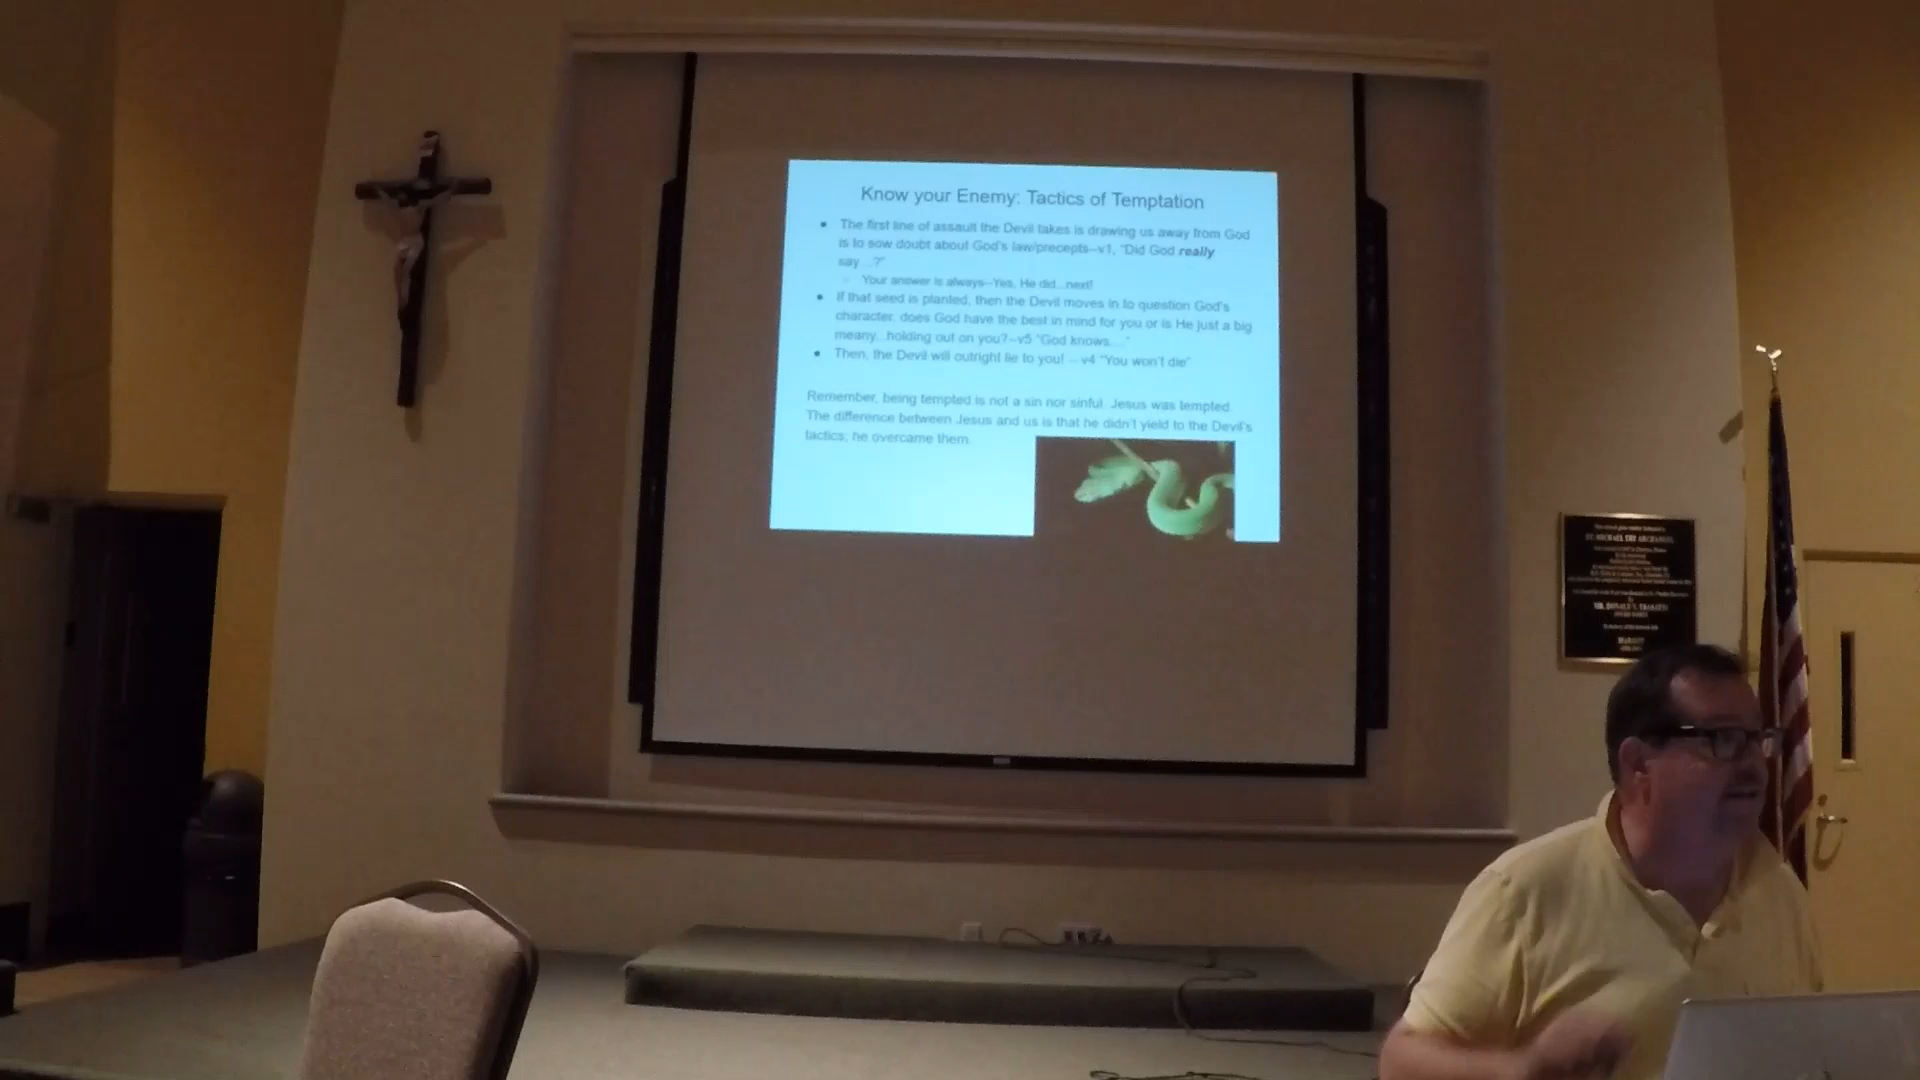 Know your Enemy: Tactics of Temptation
● The first line of assault the Devil takes is drawing us away from God
is to sow doubt about God's law/precepts--v1, "Did God really
say...?"
○ Your answer is always--Yes, He did...next!
● If that seed is planted, then the Devil moves in to question God's
character, does God have the best in mind for you or is He just a big
meany...holding out on you?--v5 "God knows...."
● Then, the Devil will outright lie to you! -- v4 "You won't die"
Remember, being tempted is not a sin nor sinful. Jesus was tempted.
The difference between Jesus and us is that he didn't yield to the Devil's
tactics; he overcame them.
ST. MICHAEL THE ARCHANGEL